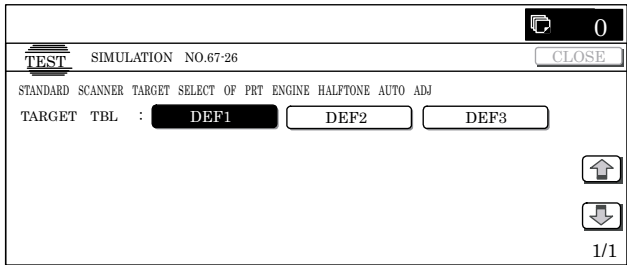 0
TEST SIMULATION NO.67-26 CLOSE
STANDARD SCANNER TARGET SELECT OF PRT ENGINE HALFTONE AUTO ADJ
TARGET TBL : DEF1 DEF2 DEF3
1/1